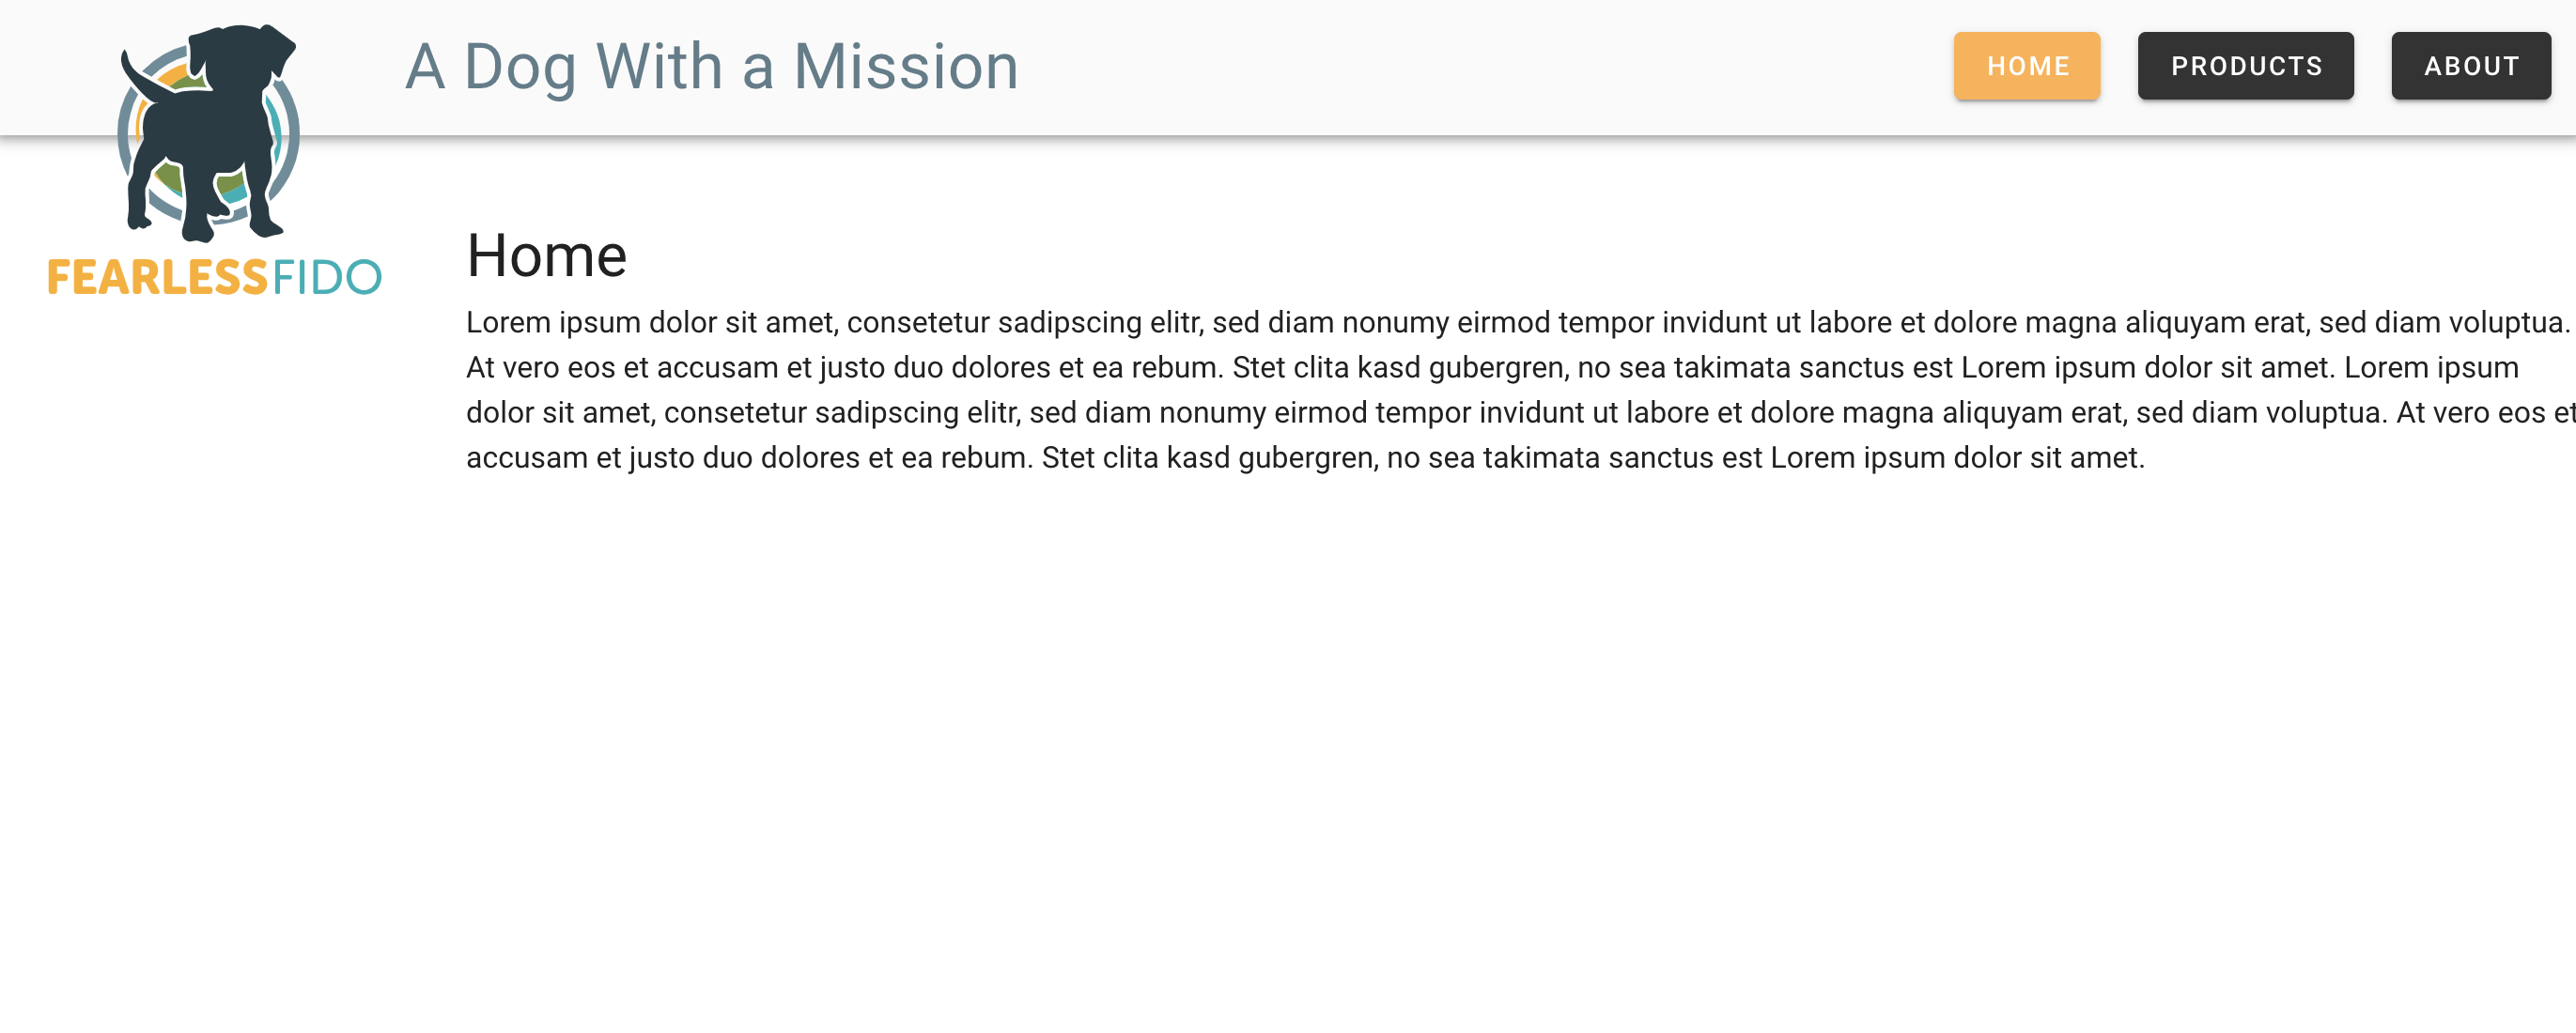 A Dog With a Mission
HOME
PRODUCTS
ABOUT
FEARLESSFIDO
Home
Lorem ipsum dolor sit amet, consetetur sadipscing elitr, sed diam nonumy eirmod tempor invidunt ut labore et dolore magna aliquyam erat, sed diam voluptua.
At vero eos et accusam et justo duo dolores et ea rebum. Stet clita kasd gubergren, no sea takimata sanctus est Lorem ipsum dolor sit amet. Lorem ipsum
dolor sit amet, consetetur sadipscing elitr, sed diam nonumy eirmod tempor invidunt ut labore et dolore magna aliquyam erat, sed diam voluptua. At vero eos et
accusam et justo duo dolores et ea rebum. Stet clita kasd gubergren, no sea takimata sanctus est Lorem ipsum dolor sit amet.